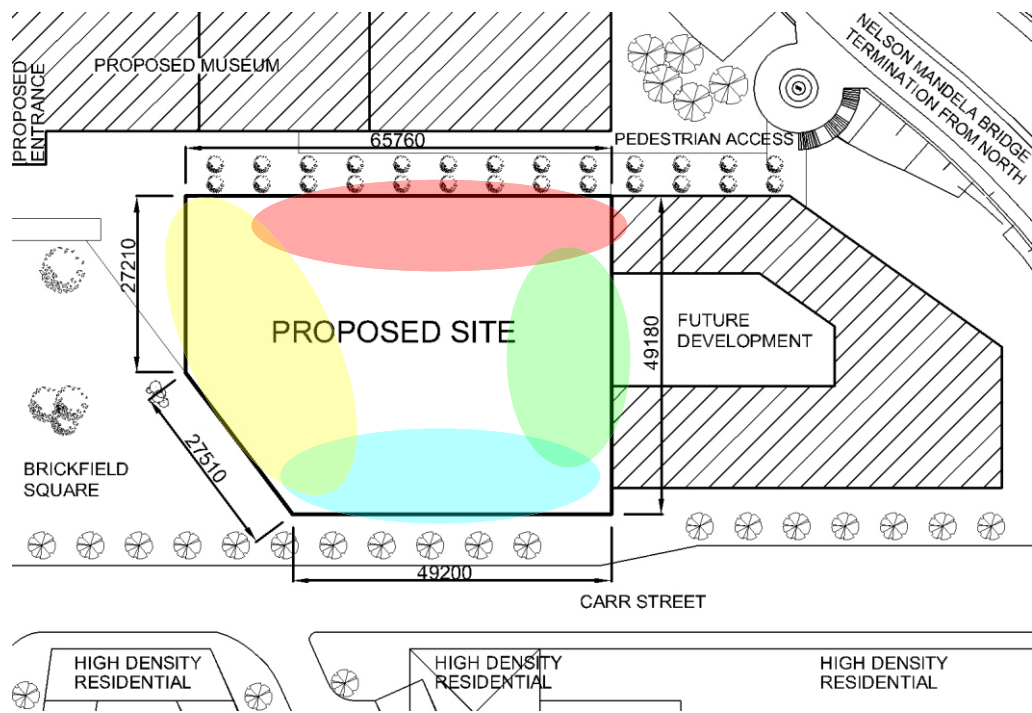 NELSON MANDELA BRIDGE
TERMINATION FROM NORTH
PROPOSED MUSEUM
PROPOSED
ENTRANCE
65760
PEDESTRIAN ACCESS
27210
PROPOSED SITE
49180
FUTURE
DEVELOPMENT
27510
BRICKFIELD
SQUARE
49200
CARR STREET
HIGH DENSITY
RESIDENTIAL
HIGH DENSITY
RESIDENTIAL
HIGH DENSITY
RESIDENTIAL